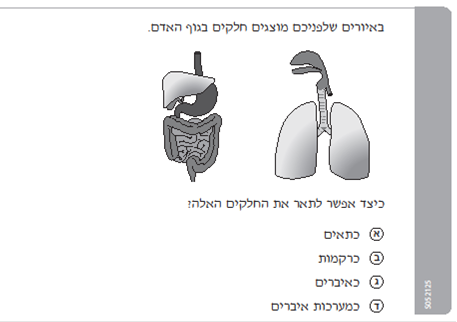 באיורים שלפניכם מוצגים חלקים בגוף האדם.
כיצד אפשר לתאר את החלקים האלה?
א כתאים
ב כרקמות
ג כאיברים
ד כמערכות איברים
S052125